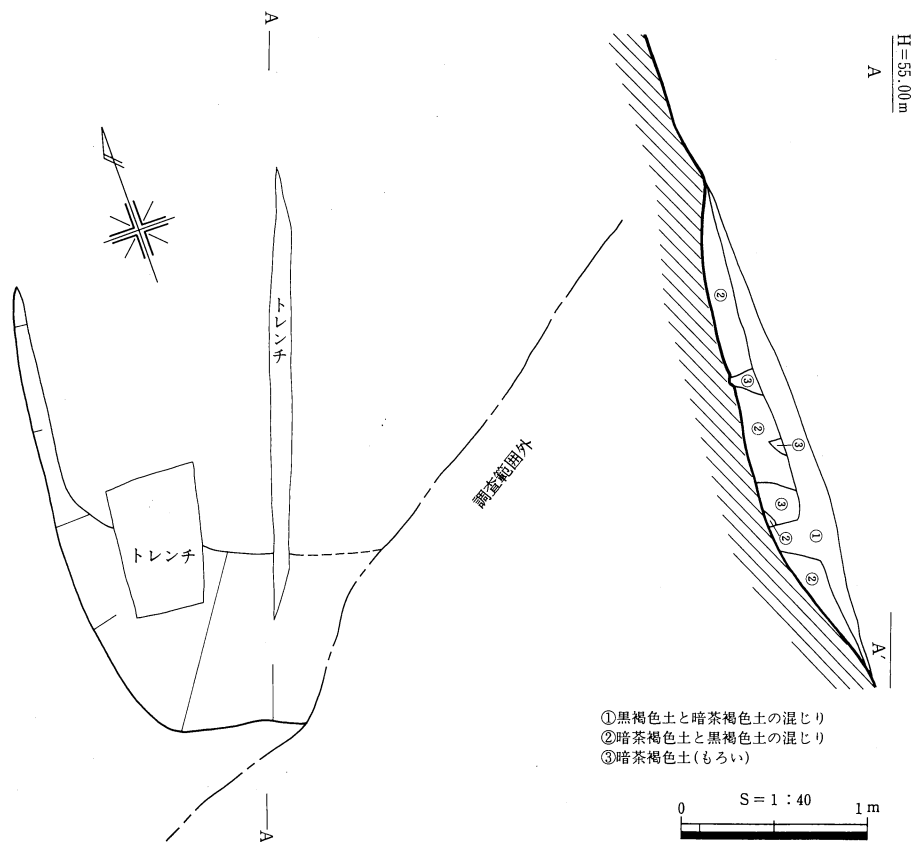 A
H=55.00m
A
トレンチ
トレンチ
調査範囲外
②
③
②
③
③
②
①
②
A′
A
①黒褐色土と暗茶褐色土の混じり
②暗茶褐色土と黒褐色土の混じり
③暗茶褐色土(もろい)
S=1:40
0 1m